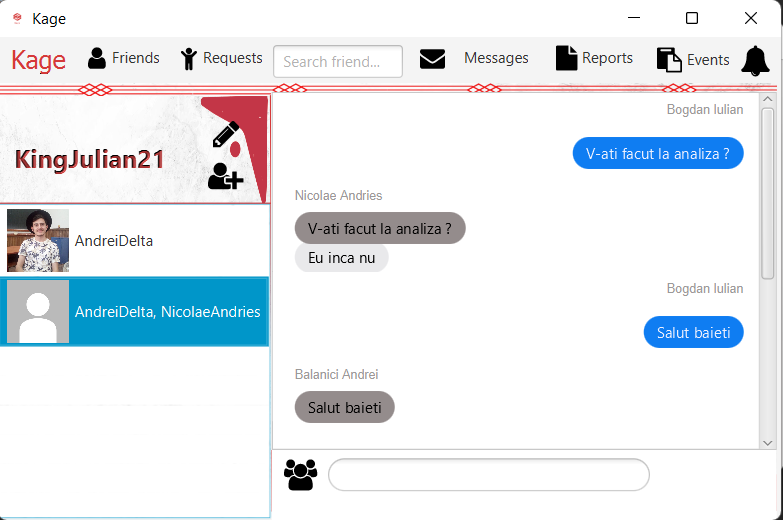 Kage
Kage Friends Requests Search friend... Messages Reports Events
KingJulian21
AndreiDelta
AndreiDelta, NicolaeAndries
Bogdan Iulian
V-ati facut la analiza ?
Nicolae Andries
V-ati facut la analiza ?
Eu inca nu
Bogdan Iulian
Salut baieti
Balanici Andrei
Salut baieti